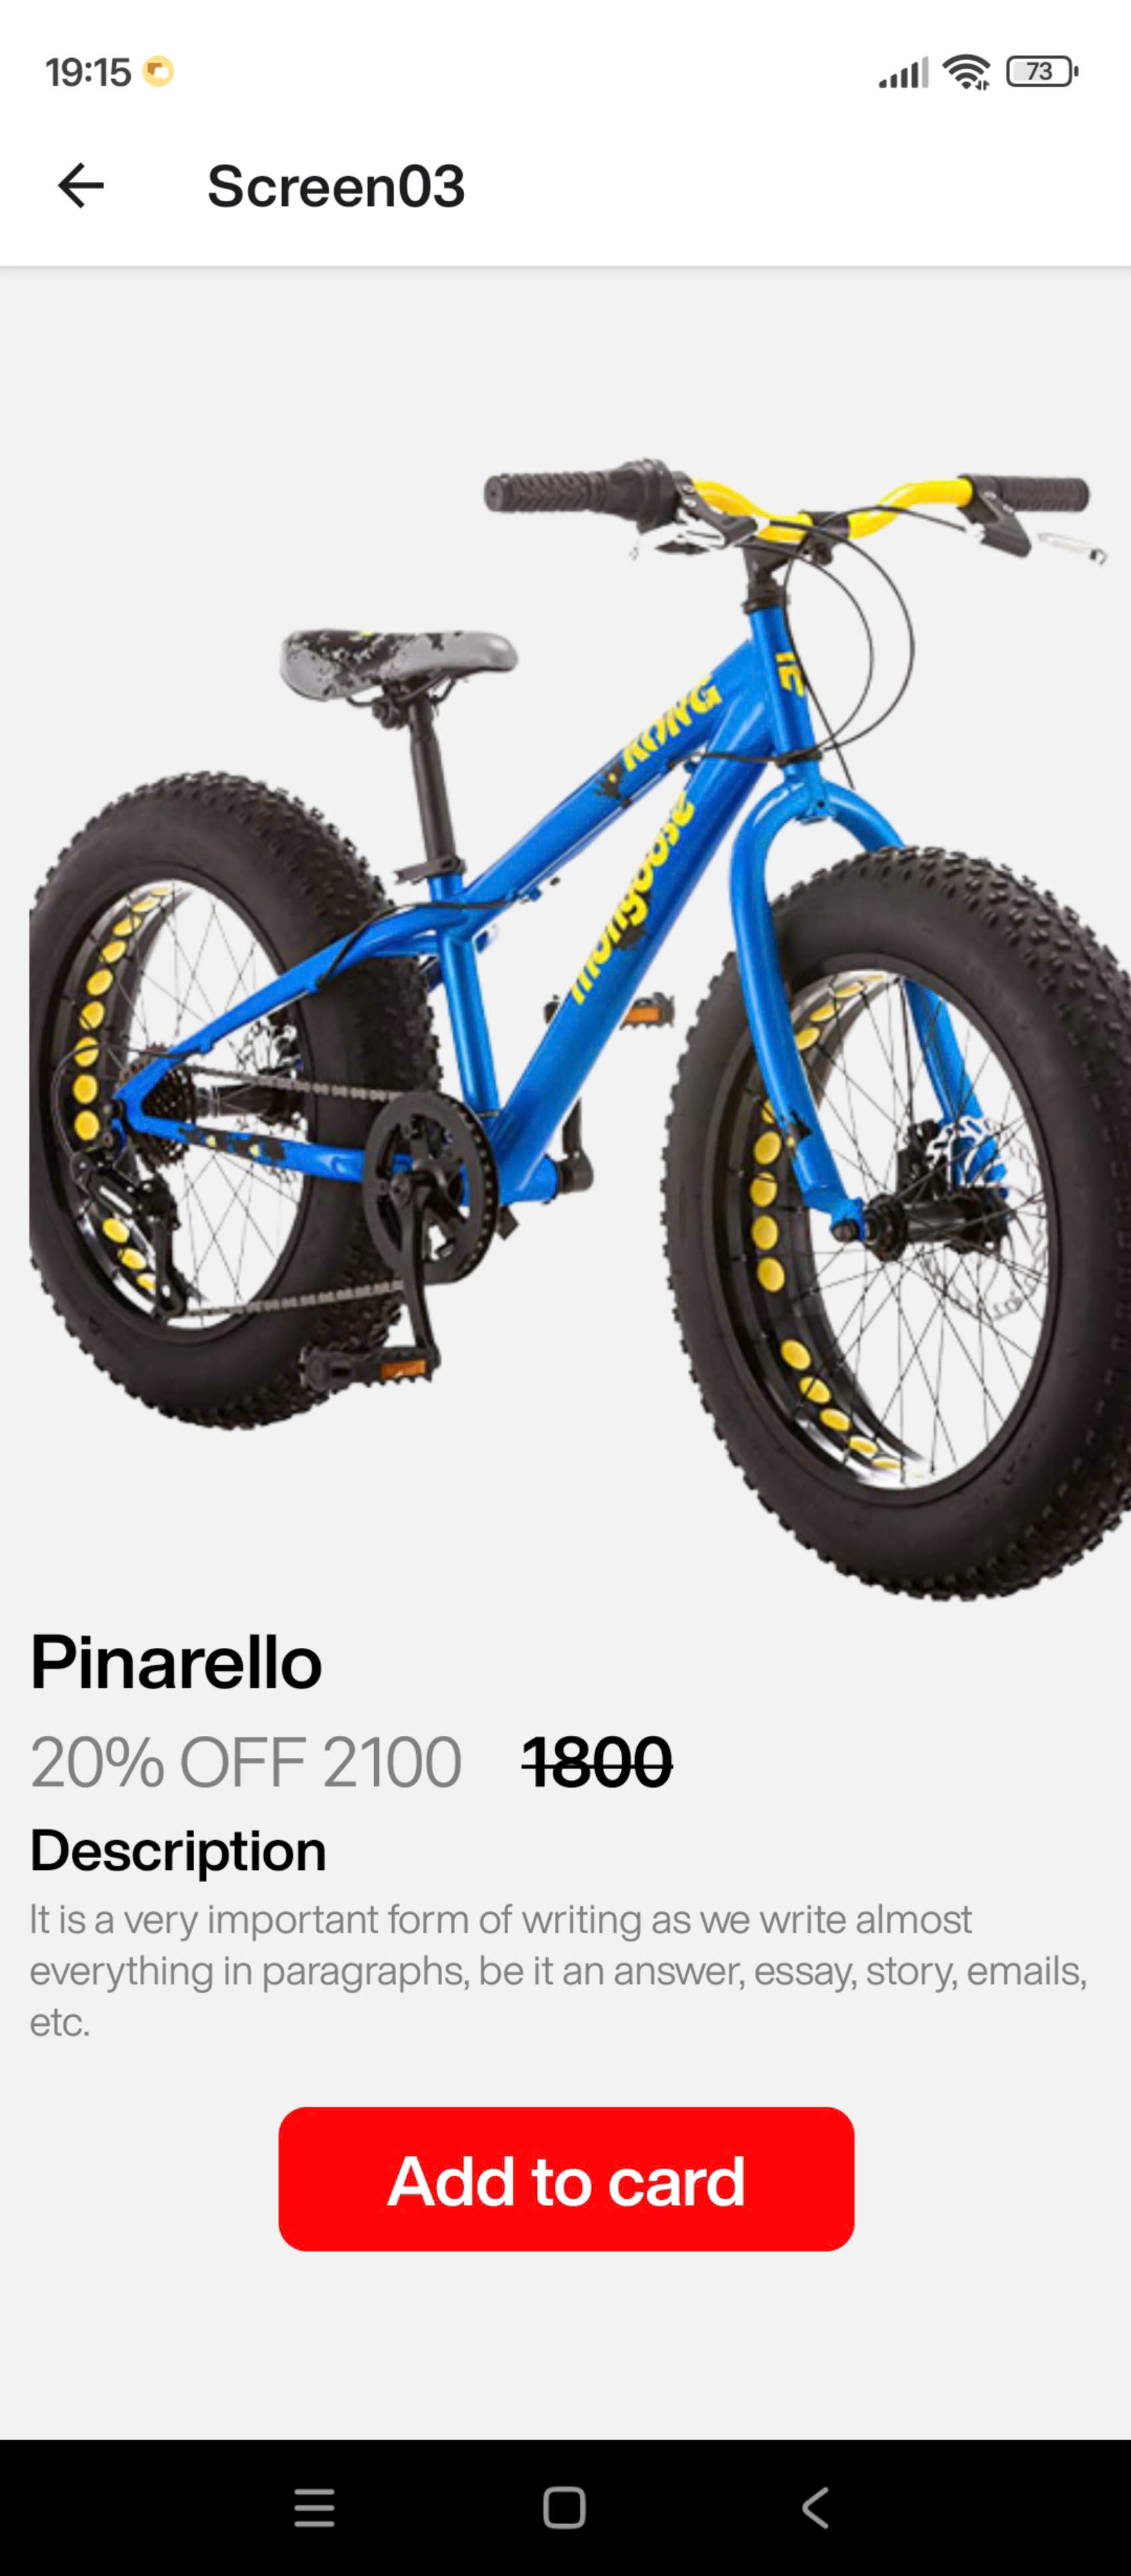 19:15
73
Screen03
KONG
mongoose
Pinarello
20% OFF 2100 1800
Description
It is a very important form of writing as we write almost
everything in paragraphs, be it an answer, essay, story, emails,
etc.
Add to card